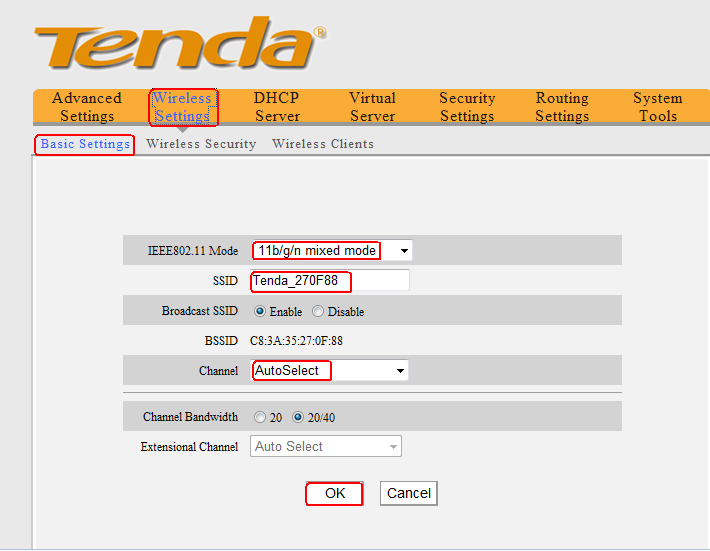 Tenda®
Advanced Settings
Wireless Settings
DHCP Server
Virtual Server
Security Settings
Routing Settings
System Tools
Basic Settings
Wireless Security
Wireless Clients
IEEE802.11 Mode 11b/g/n mixed mode
SSID Tenda_270F88
Broadcast SSID Enable Disable
BSSID C8:3A:35:27:0F:88
Channel AutoSelect
Channel Bandwidth 20 20/40
Extensional Channel Auto Select
OK Cancel